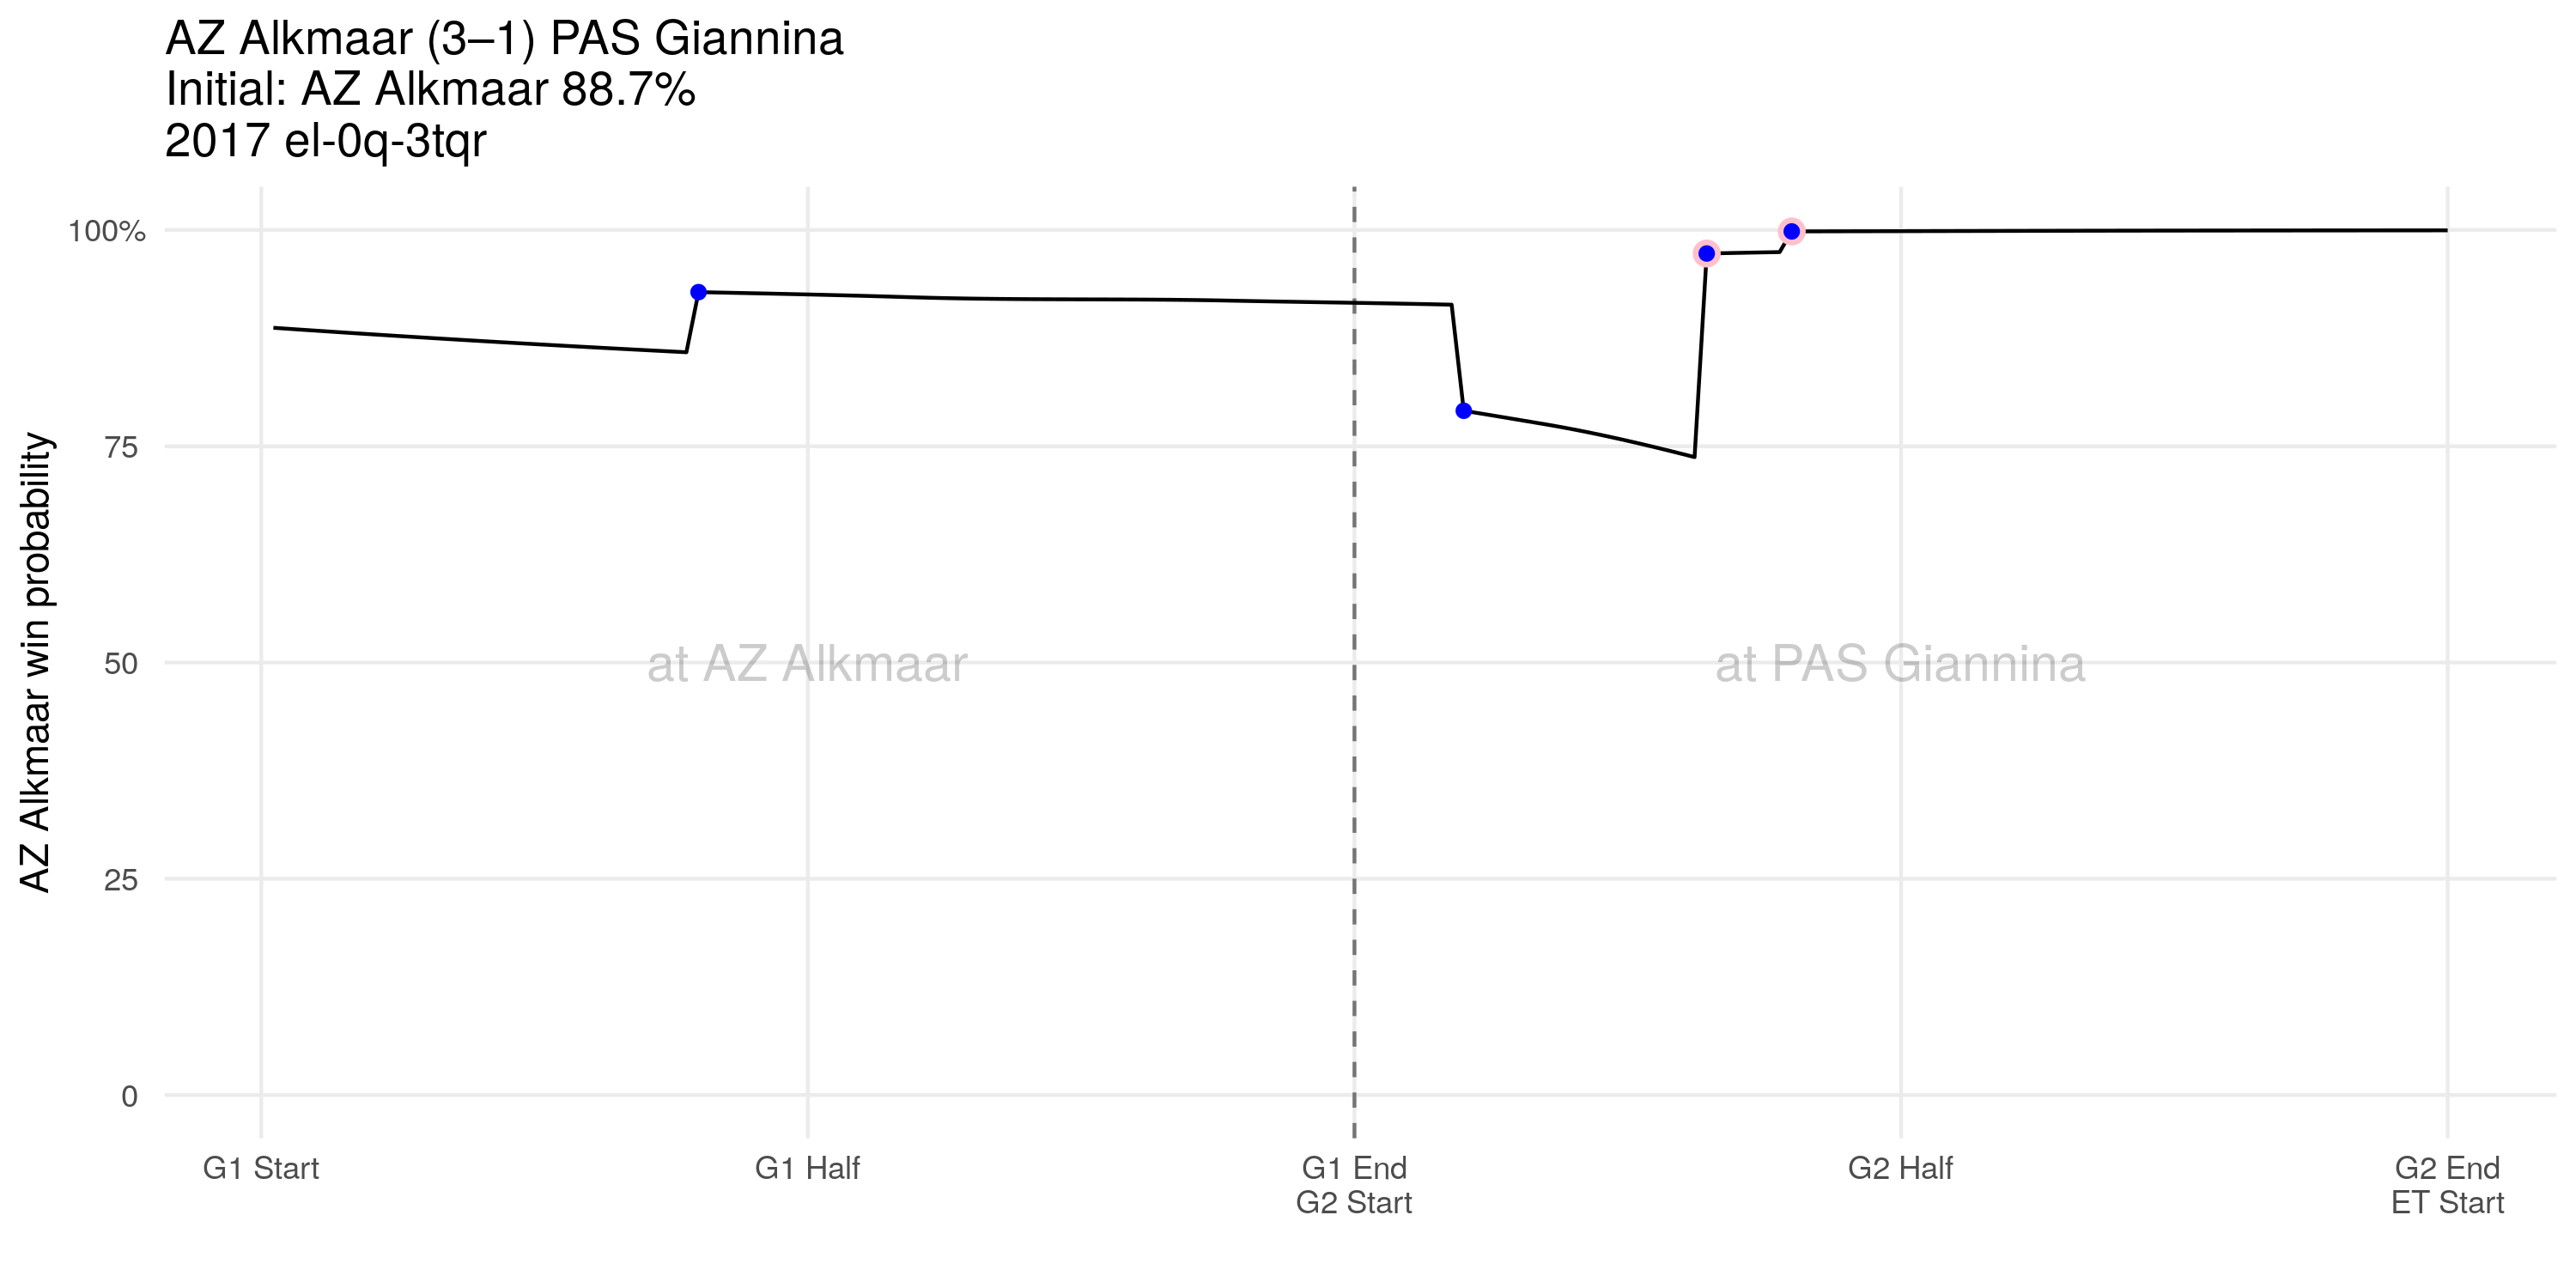 AZ Alkmaar (3–1) PAS Giannina
Initial: AZ Alkmaar 88.7%
2017 el-0q-3tqr
AZ Alkmaar win probability
100%
75
50
25
0
at AZ Alkmaar
at PAS Giannina
G1 Start
G1 Half
G1 End
G2 Start
G2 Half
G2 End
ET Start